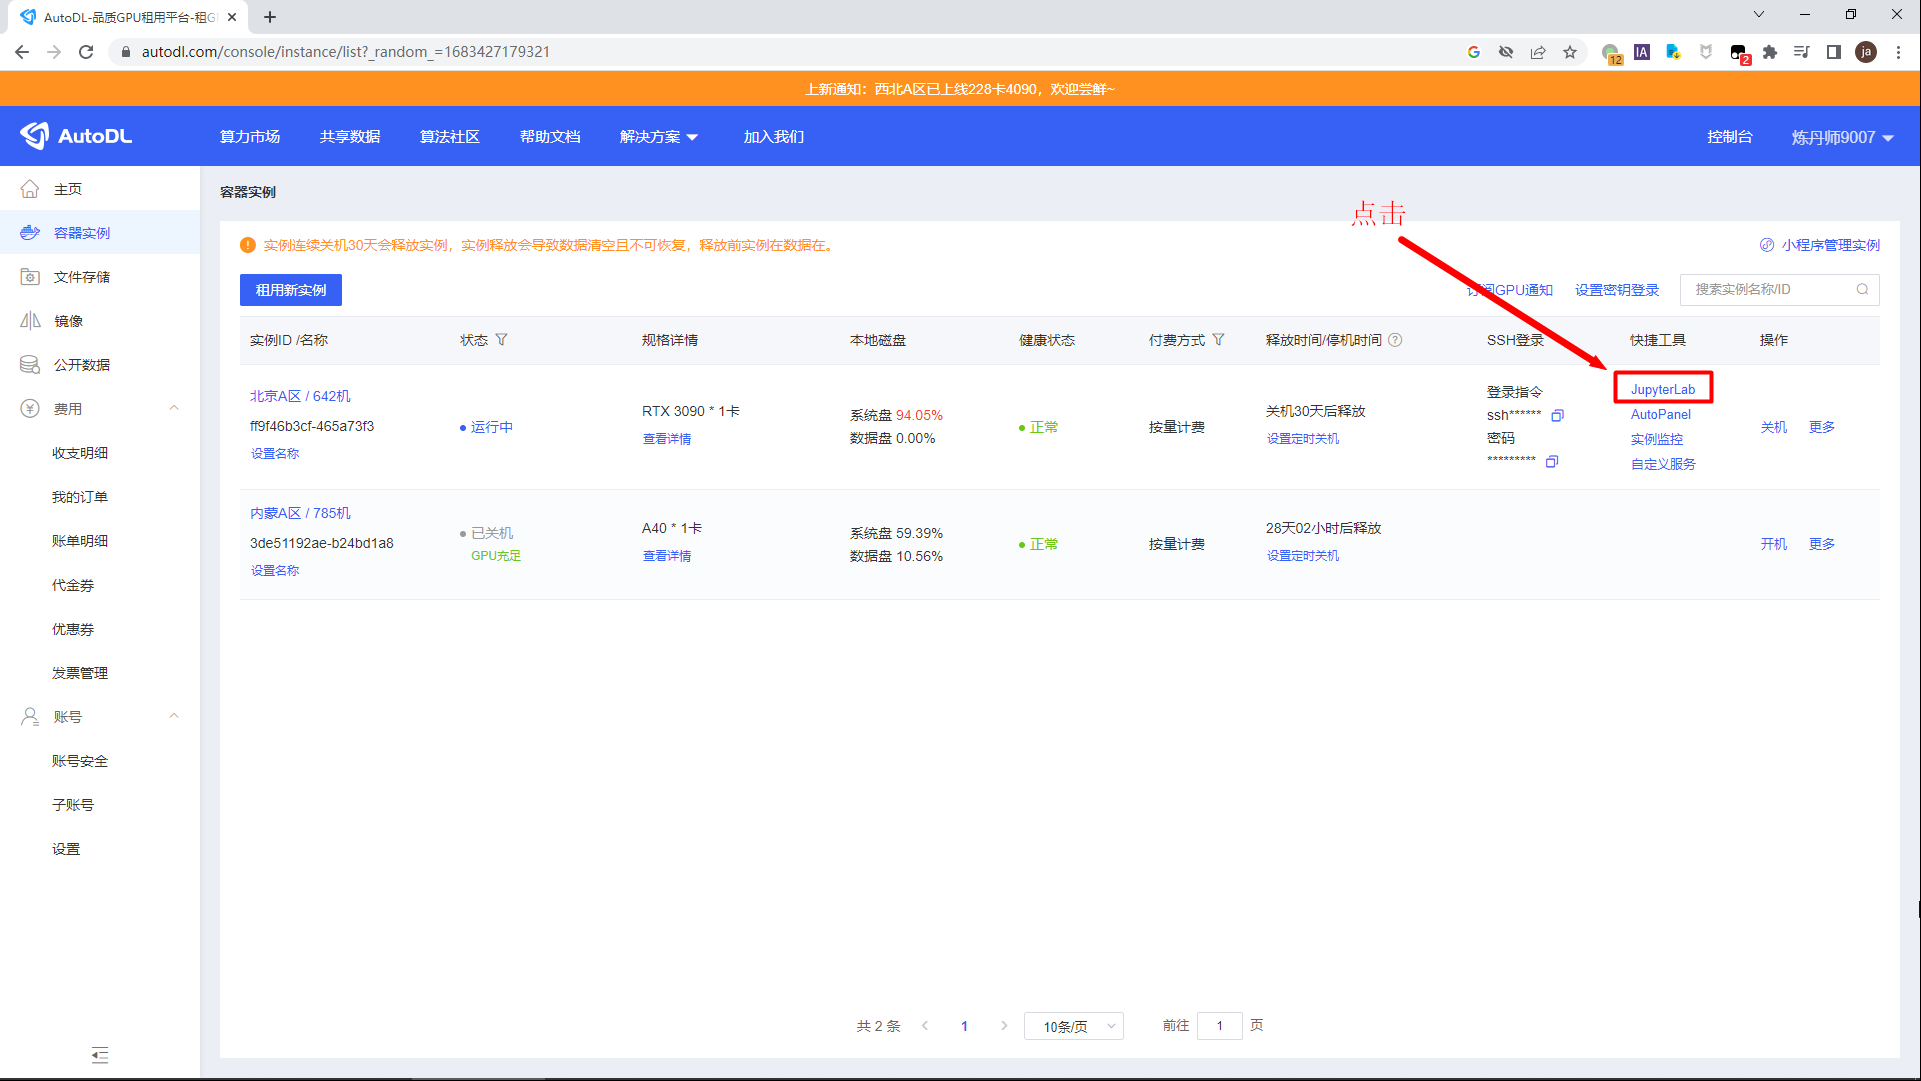 AutoDL-品质GPU租用平台-租G
autodl.com/console/instance/list?_random_=1683427179321
IA
12
2
ja
上新通知：西北A区已上线228卡4090，欢迎尝鲜~
AutoDL
算力市场
共享数据
算法社区
帮助文档
解决方案
加入我们
控制台
炼丹师9007
主页
容器实例
文件存储
镜像
公开数据
费用
收支明细
我的订单
账单明细
代金券
优惠券
发票管理
账号
账号安全
子账号
设置
容器实例
点击
实例连续关机30天会释放实例，实例释放会导致数据清空且不可恢复，释放前实例在数据在。
小程序管理实例
租用新实例
订阅GPU通知
设置密钥登录
搜索实例名称/ID
实例ID /名称
状态
规格详情
本地磁盘
健康状态
付费方式
释放时间/停机时间
SSH登录
快捷工具
操作
北京A区 / 642机
ff9f46b3cf-465a73f3
设置名称
运行中
RTX 3090 * 1卡
查看详情
系统盘 94.05%
数据盘 0.00%
正常
按量计费
关机30天后释放
设置定时关机
登录指令
ssh******
密码
*********
JupyterLab
AutoPanel
实例监控
自定义服务
关机
更多
内蒙A区 / 785机
3de51192ae-b24bd1a8
设置名称
已关机
GPU充足
A40 * 1卡
查看详情
系统盘 59.39%
数据盘 10.56%
正常
按量计费
28天02小时后释放
设置定时关机
开机
更多
共 2 条
1
10条/页
前往
1
页